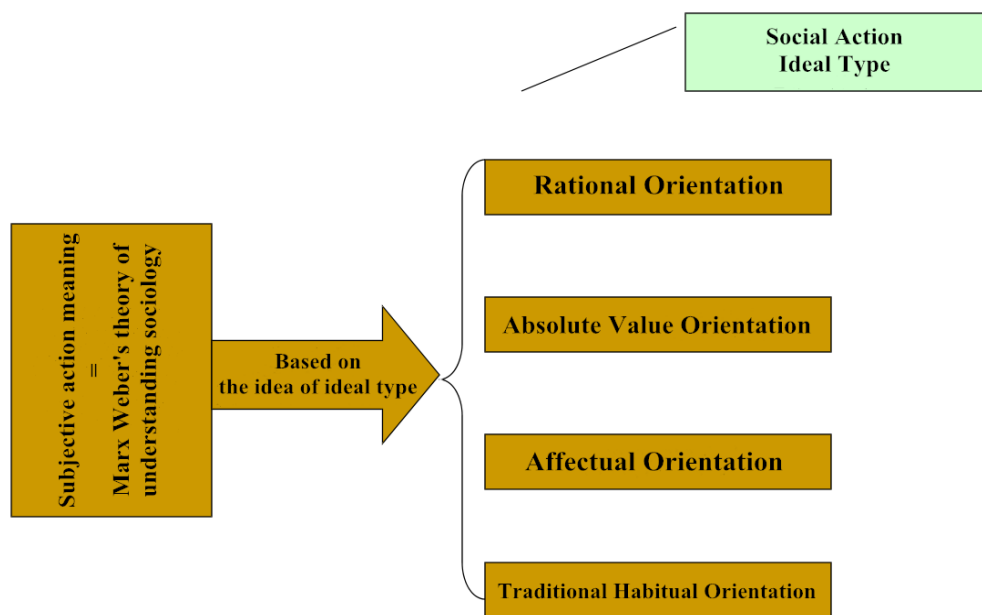 Social Action
Ideal Type
Subjective action meaning
=
Marx Weber's theory of
understanding sociology
Based on
the idea of ideal type
Rational Orientation
Absolute Value Orientation
Affectual Orientation
Traditional Habitual Orientation